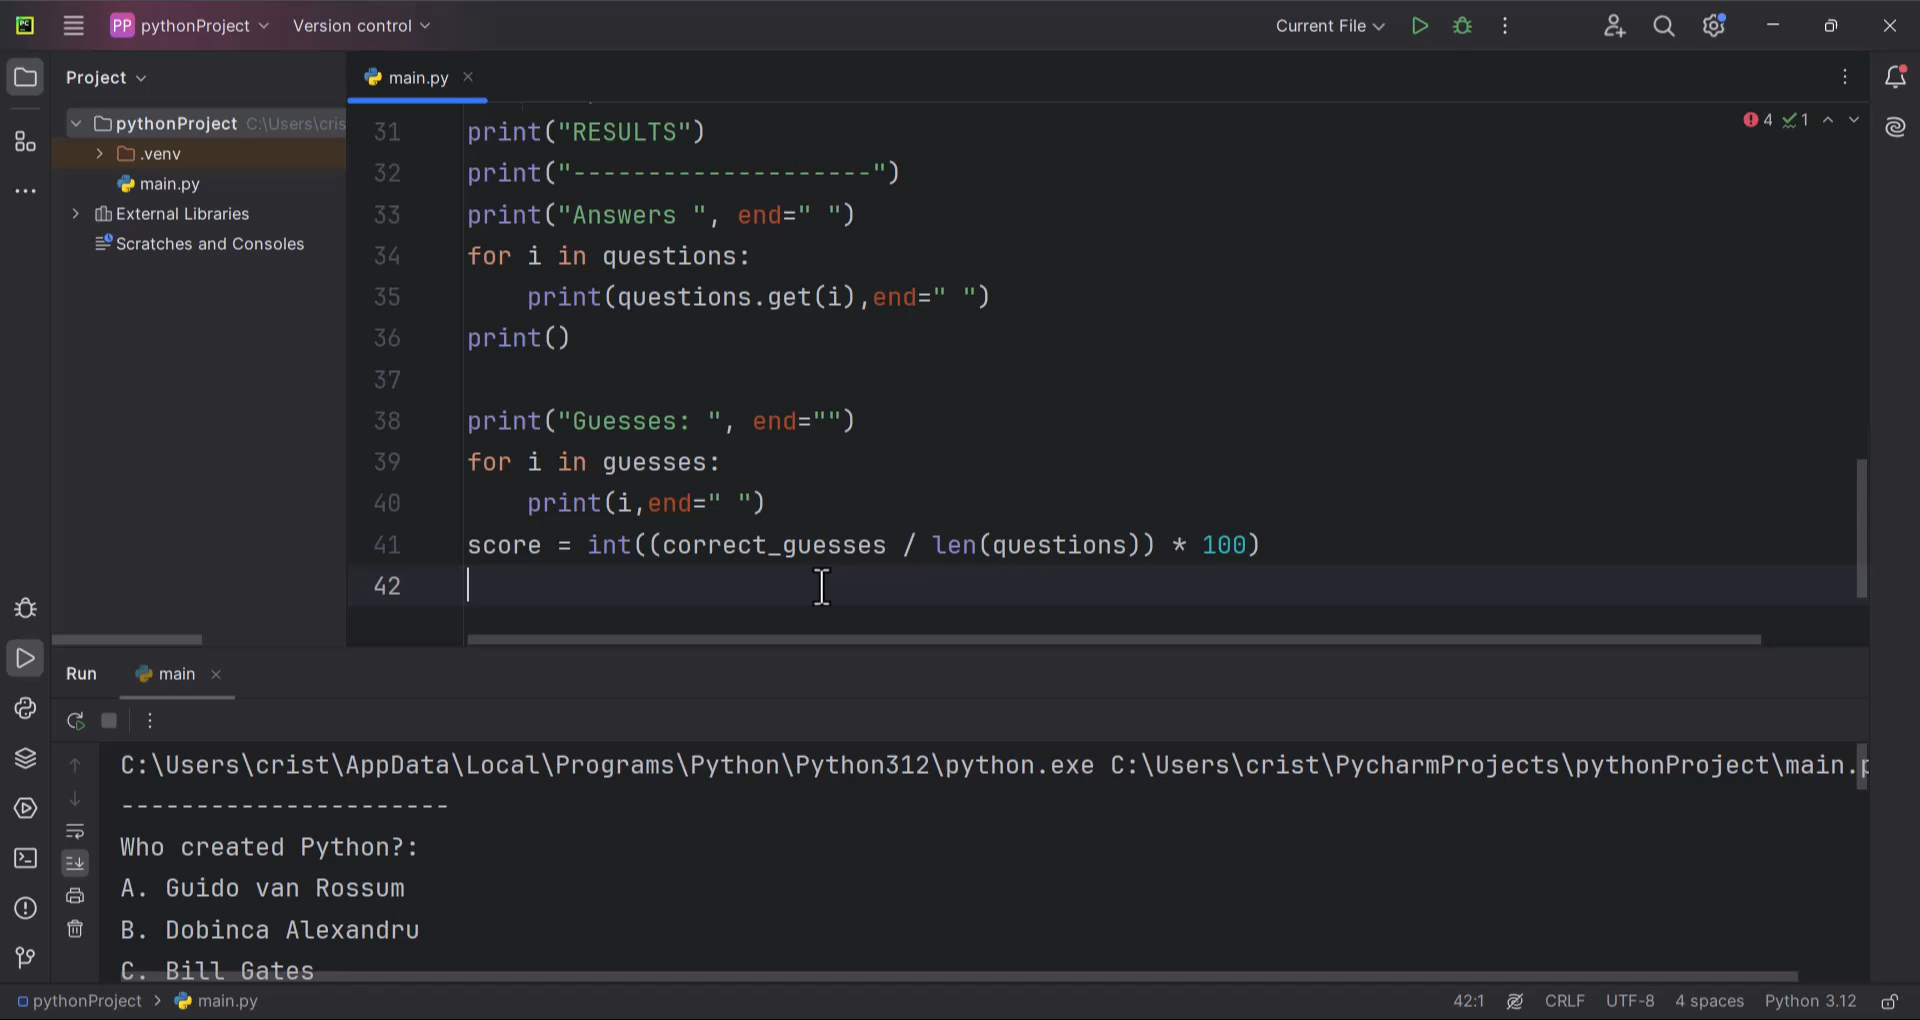 PC
PP pythonProject
Version control
Current File
Project
main.py
pythonProject C:\Users\cris
.venv
main.py
External Libraries
Scratches and Consoles
4 1
31 print("RESULTS")
32 print("--------------------")
33 print("Answers ", end=" ")
34 for i in questions:
35 print(questions.get(i),end=" ")
36 print()
37
38 print("Guesses: ", end="")
39 for i in guesses:
40 print(i,end=" ")
41 score = int((correct_guesses / len(questions)) * 100)
42
Run
main
C:\Users\crist\AppData\Local\Programs\Python\Python312\python.exe C:\Users\crist\PycharmProjects\pythonProject\main.p
----------------------
Who created Python?:
A. Guido van Rossum
B. Dobinca Alexandru
C. Bill Gates
pythonProject > main.py
42:1 CRLF UTF-8 4 spaces Python 3.12